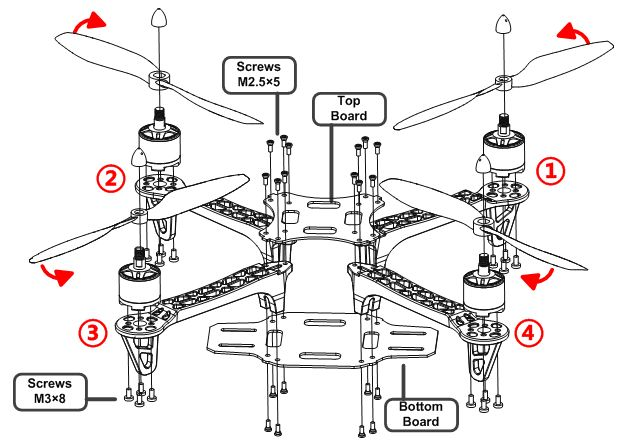 Screws
M2.5×5
Top
Board
①
②
③
④
Screws
M3×8
Bottom
Board